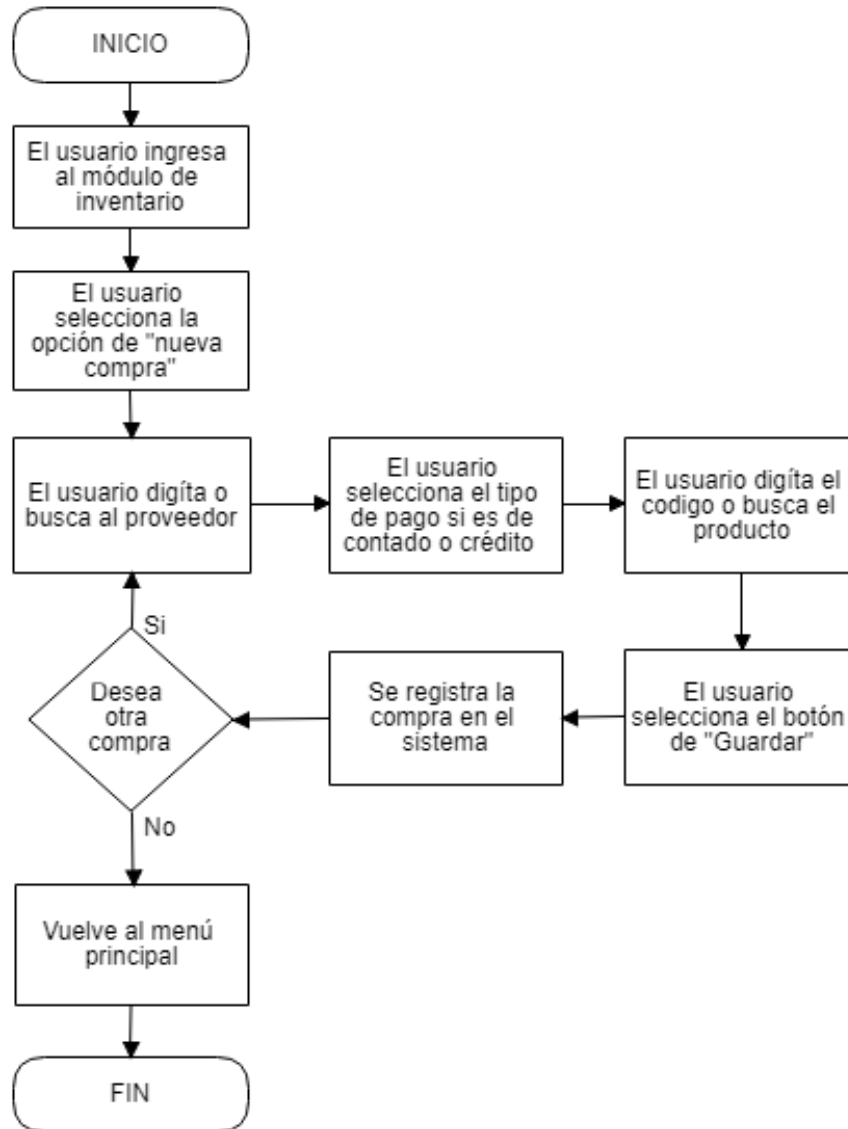 INICIO
El usuario ingresa
al módulo de
inventario
El usuario
selecciona la
opción de "nueva
compra"
El usuario digíta o
busca al proveedor
El usuario
selecciona el tipo
de pago si es de
contado o crédito
El usuario digíta el
codigo o busca el
producto
El usuario
selecciona el botón
de "Guardar"
Se registra la
compra en el
sistema
Desea
otra
compra
Si
No
Vuelve al menú
principal
FIN